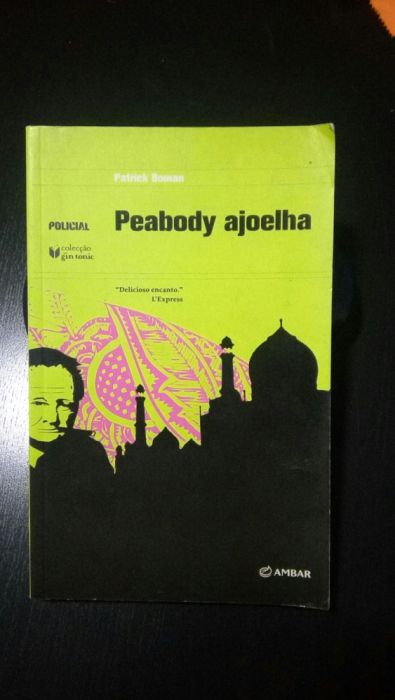 Patrick Boman
Peabody ajoelha
POLICIAL
colecção
gin tonic
"Delicioso encanto."
L'Express
AMBAR